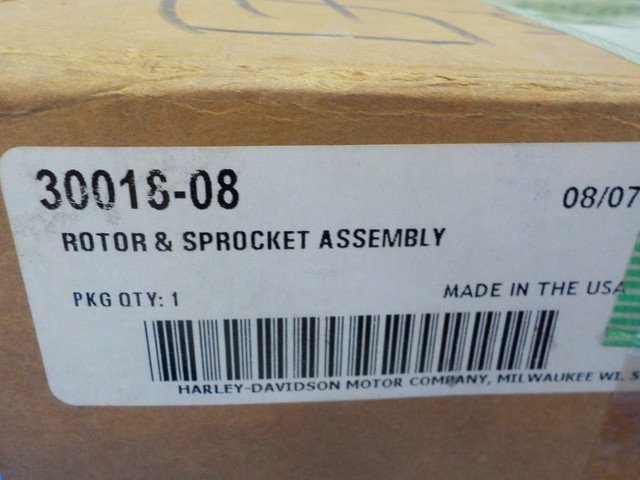 30018-08
08/07
ROTOR & SPROCKET ASSEMBLY
PKG QTY: 1
MADE IN THE USA
HARLEY-DAVIDSON MOTOR COMPANY, MILWAUKEE WI. 5